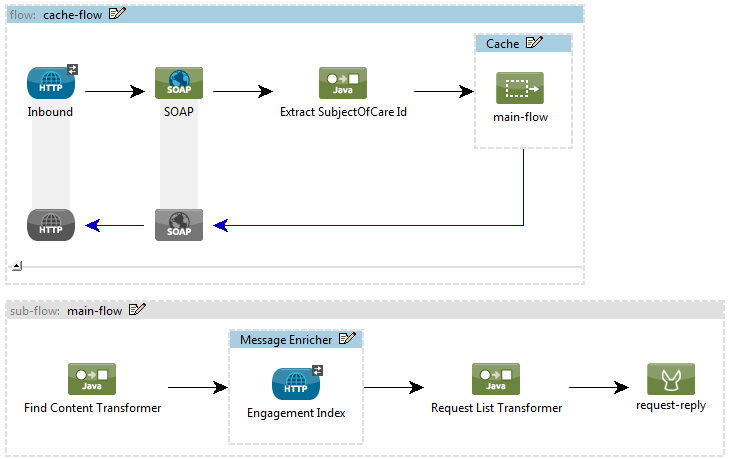 flow: cache-flow
Cache
HTTP
SOAP
Java
Inbound
SOAP
Extract SubjectOfCare Id
main-flow
HTTP
SOAP
sub-flow: main-flow
Message Enricher
Java
HTTP
Java
Find Content Transformer
Engagement Index
Request List Transformer
request-reply